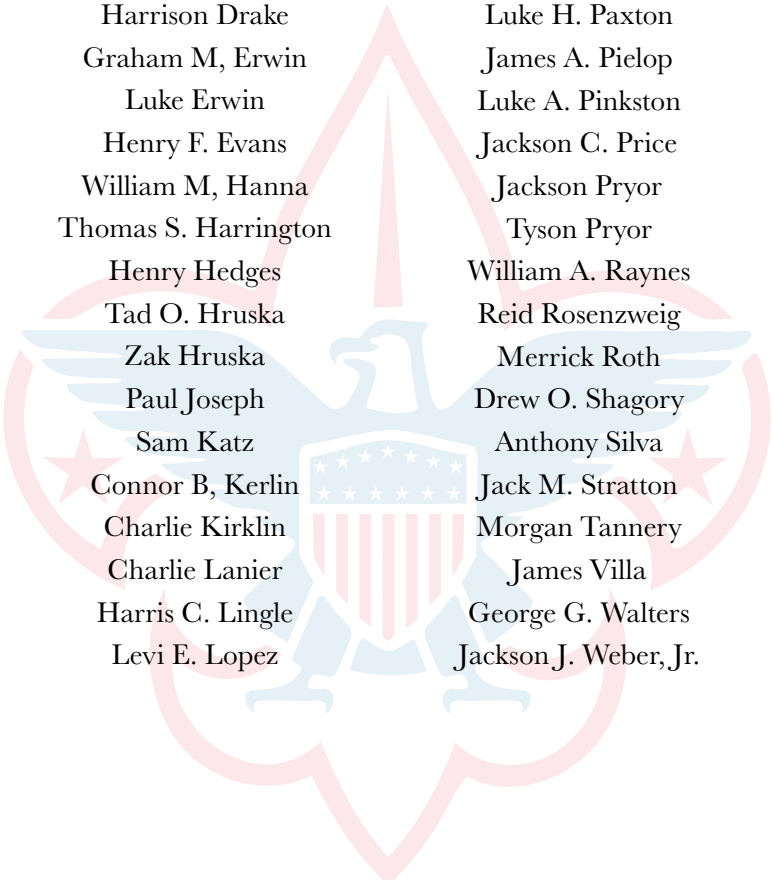 Harrison Drake
Graham M, Erwin
Luke Erwin
Henry F. Evans
William M, Hanna
Thomas S. Harrington
Henry Hedges
Tad O. Hruska
Zak Hruska
Paul Joseph
Sam Katz
Connor B, Kerlin
Charlie Kirklin
Charlie Lanier
Harris C. Lingle
Levi E. Lopez
Luke H. Paxton
James A. Pielop
Luke A. Pinkston
Jackson C. Price
Jackson Pryor
Tyson Pryor
William A. Raynes
Reid Rosenzweig
Merrick Roth
Drew O. Shagory
Anthony Silva
Jack M. Stratton
Morgan Tannery
James Villa
George G. Walters
Jackson J. Weber, Jr.